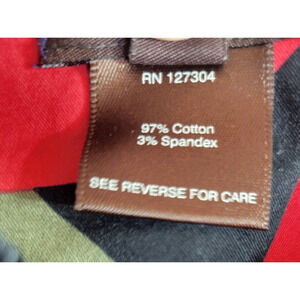 RN 127304
97% Cotton
3% Spandex
SEE REVERSE FOR CARE